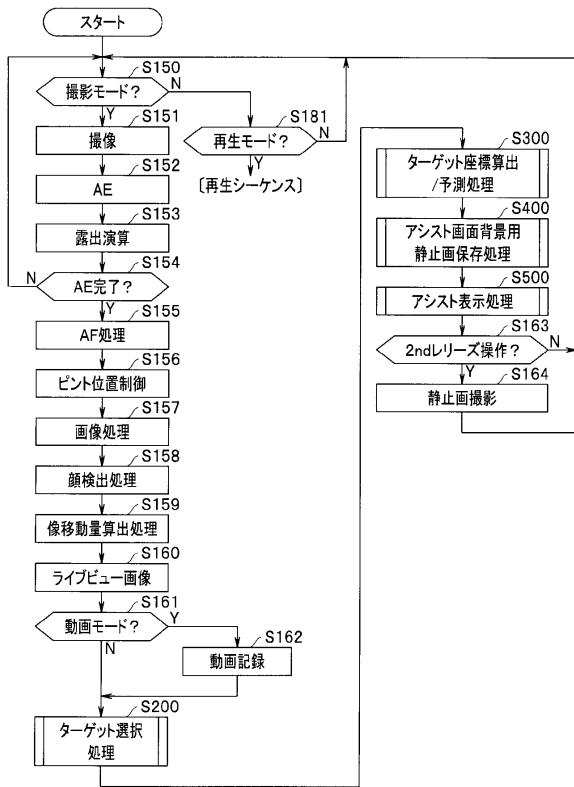 スタート
S150
撮影モード?
N
Y
S151
撮像
S152
AE
S153
露出演算
S154
N
AE完了?
Y
S155
AF処理
S156
ピント位置制御
S157
画像処理
S158
顔検出処理
S159
像移動量算出処理
S160
ライブビュー画像
S161
動画モード?
Y
N
S162
動画記録
S200
ターゲット選択
処理
S181
再生モード?
N
Y
〔再生シーケンス〕
S300
ターゲット座標算出
/予測処理
S400
アシスト画面背景用
静止画保存処理
S500
アシスト表示処理
S163
2ndレリーズ操作?
N
Y
S164
静止画撮影